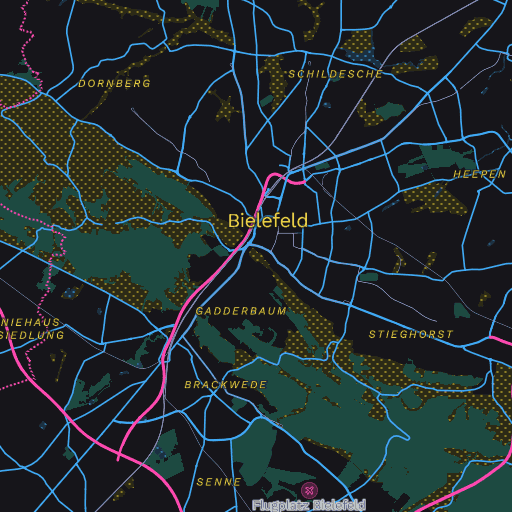 SCHILDESCHE
DORNBERG
HEEPEN
Bielefeld
GADDERBAUM
NIEHAUS
SIEDLUNG
STIEGHORST
BRACKWEDE
SENNE
Flugplatz Bielefeld